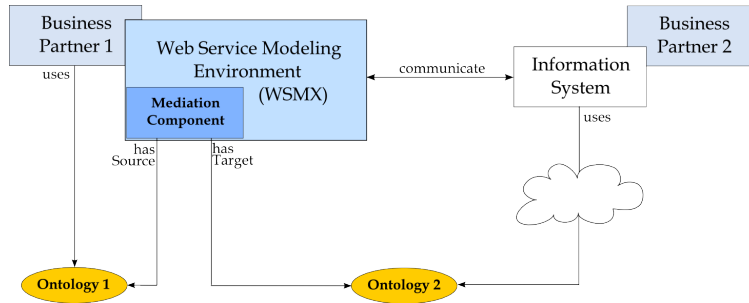 Business
Partner 1
Web Service Modeling
Environment
(WSMX)
Mediation
Component
communicate
Information
System
Business
Partner 2
uses
has
Source
has
Target
uses
Ontology 1
Ontology 2